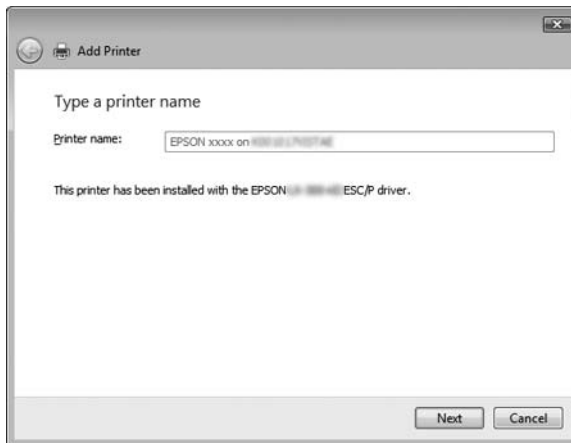 Add Printer
Type a printer name
Printer name:
EPSON xxxx on
This printer has been installed with the EPSON ESC/P driver.
Next
Cancel